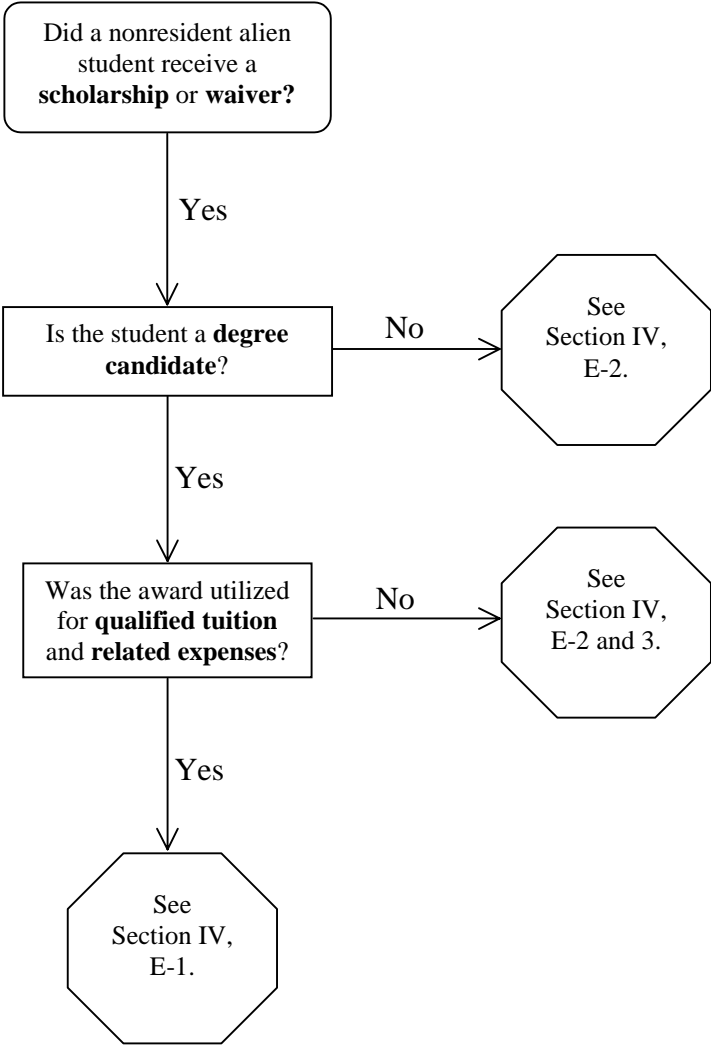 Did a nonresident alien
student receive a
scholarship or waiver?
Yes
Is the student a degree
candidate?
No
See
Section IV,
E-2.
Yes
Was the award utilized
for qualified tuition
and related expenses?
No
See
Section IV,
E-2 and 3.
Yes
See
Section IV,
E-1.